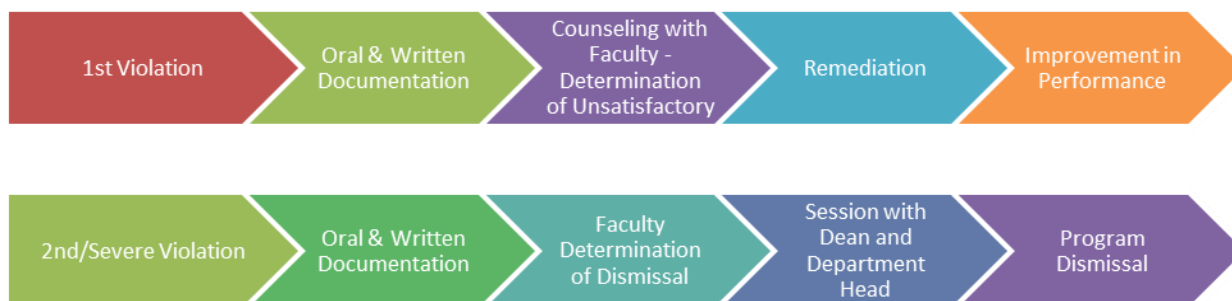 1st Violation
Oral & Written
Documentation
Counseling with
Faculty -
Determination
of Unsatisfactory
Remediation
Improvement in
Performance
2nd/Severe Violation
Oral & Written
Documentation
Faculty
Determination
of Dismissal
Session with
Dean and
Department
Head
Program
Dismissal